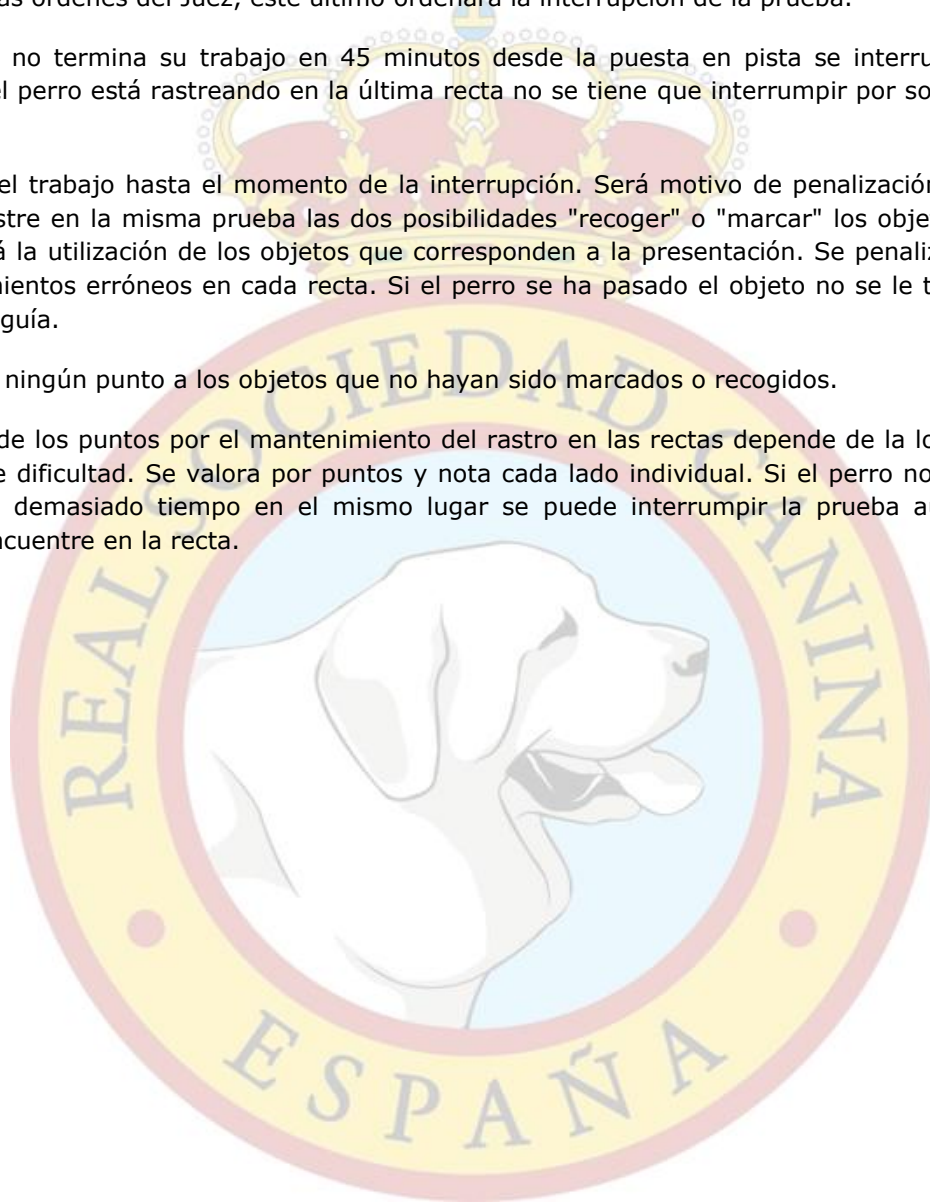 as órdenes del Juez, este último ordenará la interrupción de la prueba.
no termina su trabajo en 45 minutos desde la puesta en pista se interru
el perro está rastreando en la última recta no se tiene que interrumpir por so
el trabajo hasta el momento de la interrupción. Será motivo de penalización
stre en la misma prueba las dos posibilidades "recoger" o "marcar" los obje
á la utilización de los objetos que corresponden a la presentación. Se penaliz
mientos erróneos en cada recta. Si el perro se ha pasado el objeto no se le t
guía.
ningún punto a los objetos que no hayan sido marcados o recogidos.
de los puntos por el mantenimiento del rastro en las rectas depende de la lo
e dificultad. Se valora por puntos y nota cada lado individual. Si el perro no
demasiado tiempo en el mismo lugar se puede interrumpir la prueba a
ncuentre en la recta.
REAL SOCIEDAD CANINA
ESPAÑA